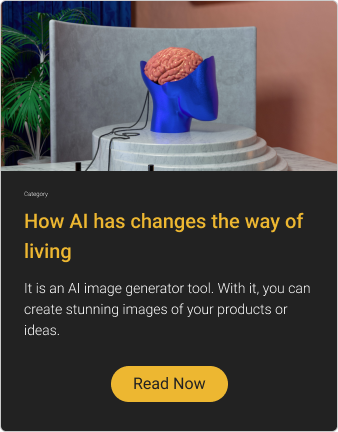 Category
How AI has changes the way of
living
It is an AI image generator tool. With it, you can
create stunning images of your products or
ideas.
Read Now